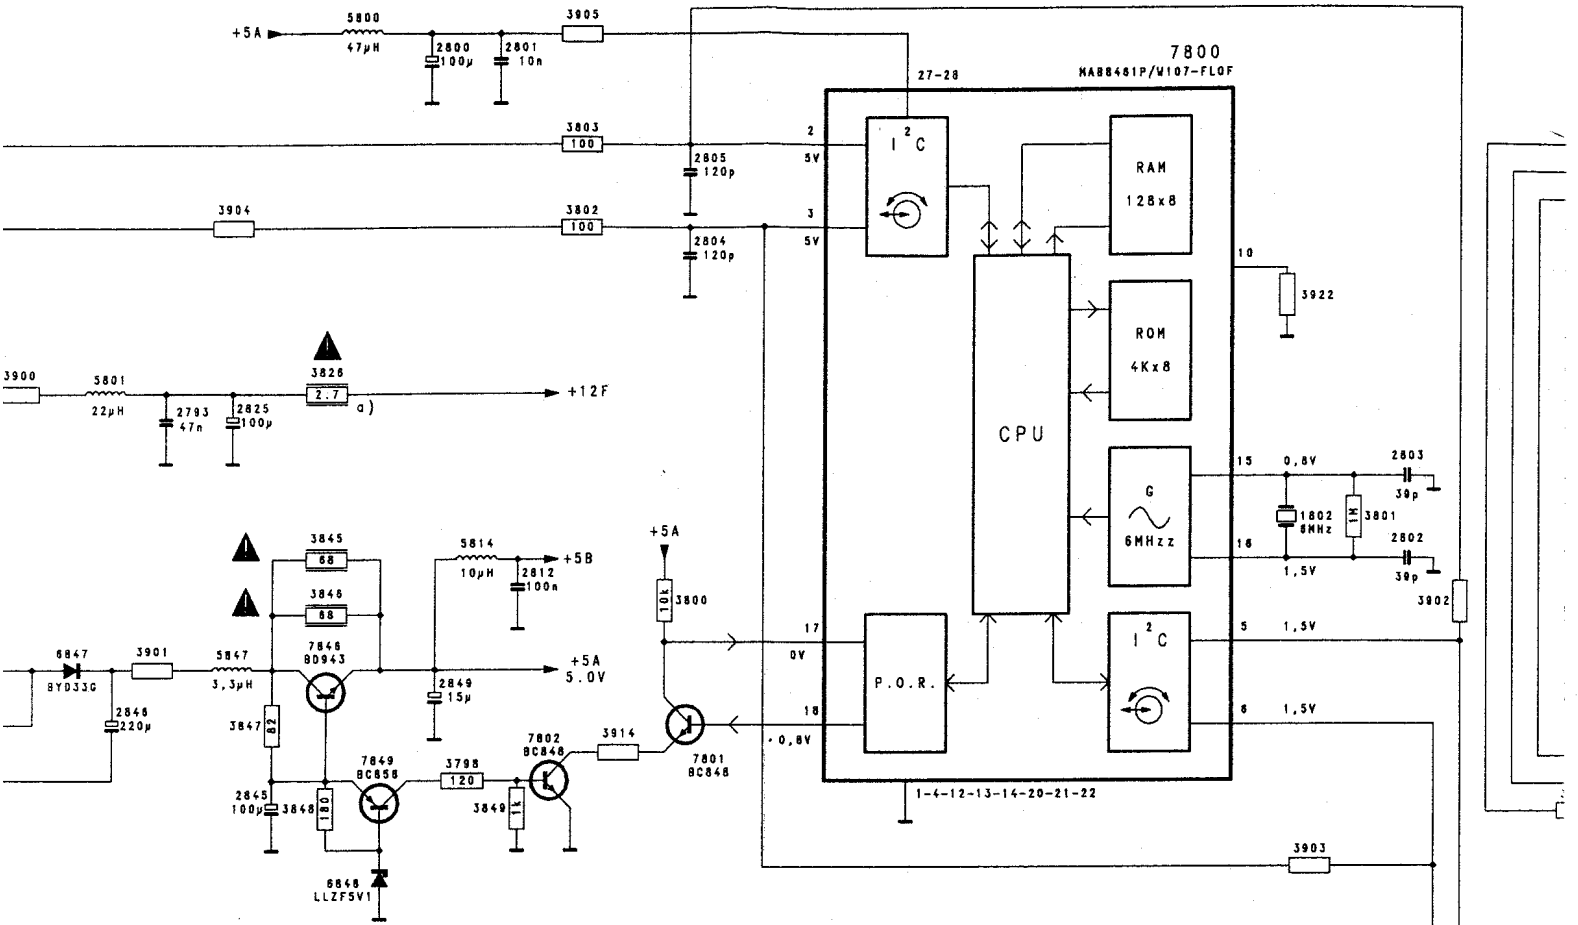 5800
3905
+5A
47µH
2800
100µ
2801
10n
7800
MAB8461P/W107-FLOF
27-28
3803
100
2
5V
I²C
RAM
128x8
2805
120p
3904
3802
100
3
5V
2804
120p
10
3922
ROM
4Kx8
3900
5801
22µH
2793
47n
2825
100µ
3826
2.7
a)
+12F
CPU
15
0,8V
2803
39p
G
6MHzz
1802
6MHz
1M
3801
16
1,5V
2802
39p
3902
3845
68
5814
10µH
+5B
2812
100n
+5A
10k
3800
3846
68
17
0V
I²C
5
1,5V
6847
BYD33G
3901
5847
3,3µH
7846
BD943
+5A
5.0V
2849
15µ
P.O.R.
2846
220µ
3847
82
18
0,8V
6
1,5V
7801
BC848
3914
7802
BC848
7849
BC858
3798
120
2845
100µ
3848
180
3849
1k
1-4-12-13-14-20-21-22
3903
6848
LLZF5V1